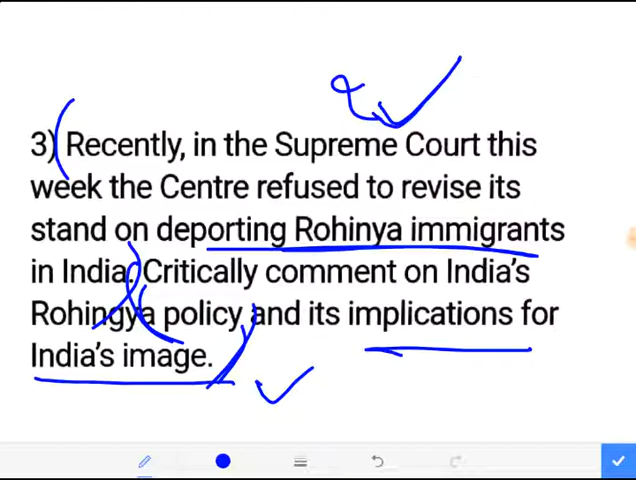 3) Recently, in the Supreme Court this
week the Centre refused to revise its
stand on deporting Rohinya immigrants
in India. Critically comment on India's
Rohingya policy and its implications for
India's image.